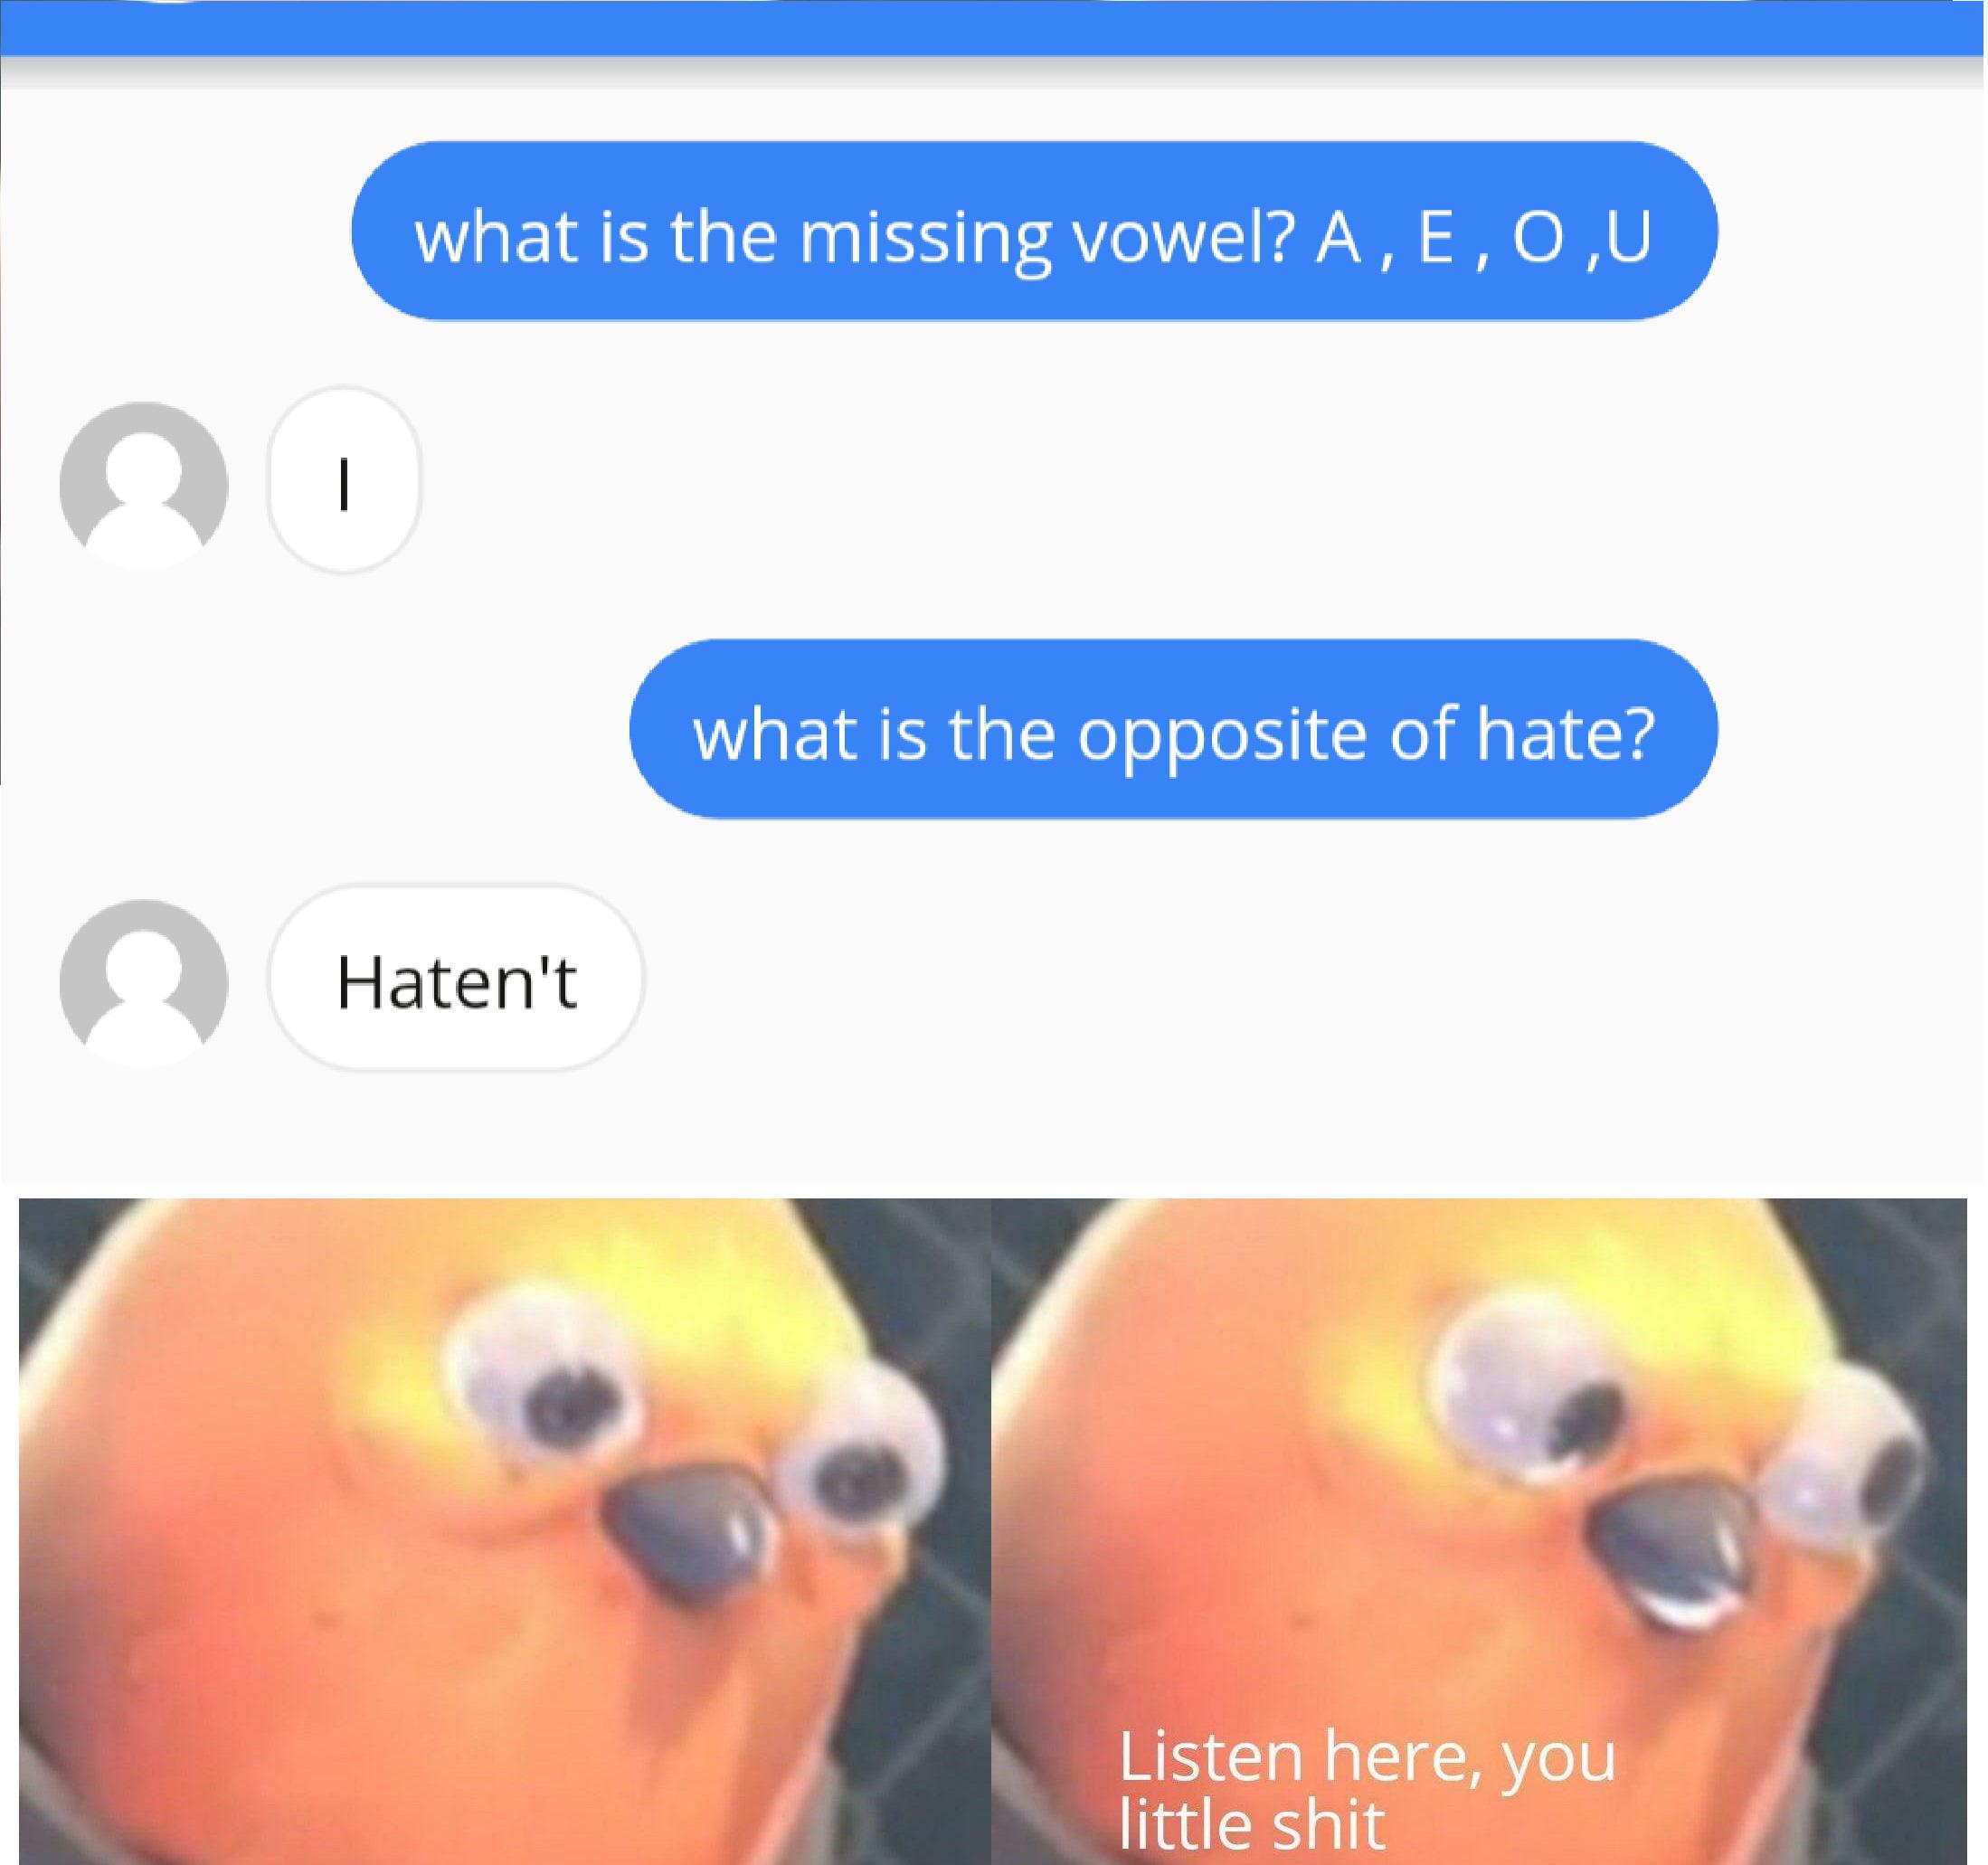 what is the missing vowel? A , E , O ,U
I
what is the opposite of hate?
Haten't
Listen here, you
little shit